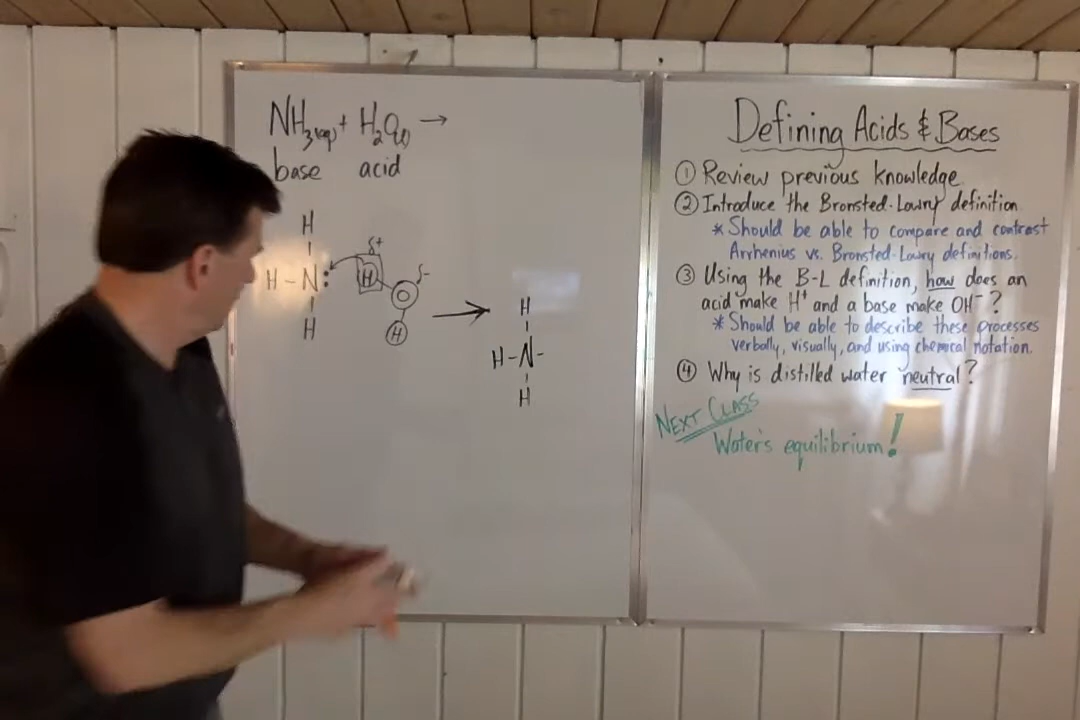 NH₃(aq) + H₂O(l) →
base acid
H
H - N :
H
δ+
H
δ-
O
H
→
H
H - N -
H
Defining Acids & Bases
① Review previous knowledge
② Introduce the Bronsted-Lowry definition
* Should be able to compare and contrast
Arrhenius vs. Bronsted-Lowry definitions.
③ Using the B-L definition, how does an
acid make H⁺ and a base make OH⁻?
* Should be able to describe these processes
verbally, visually, and using chemical notation.
④ Why is distilled water neutral?
NEXT CLASS
Water's equilibrium!